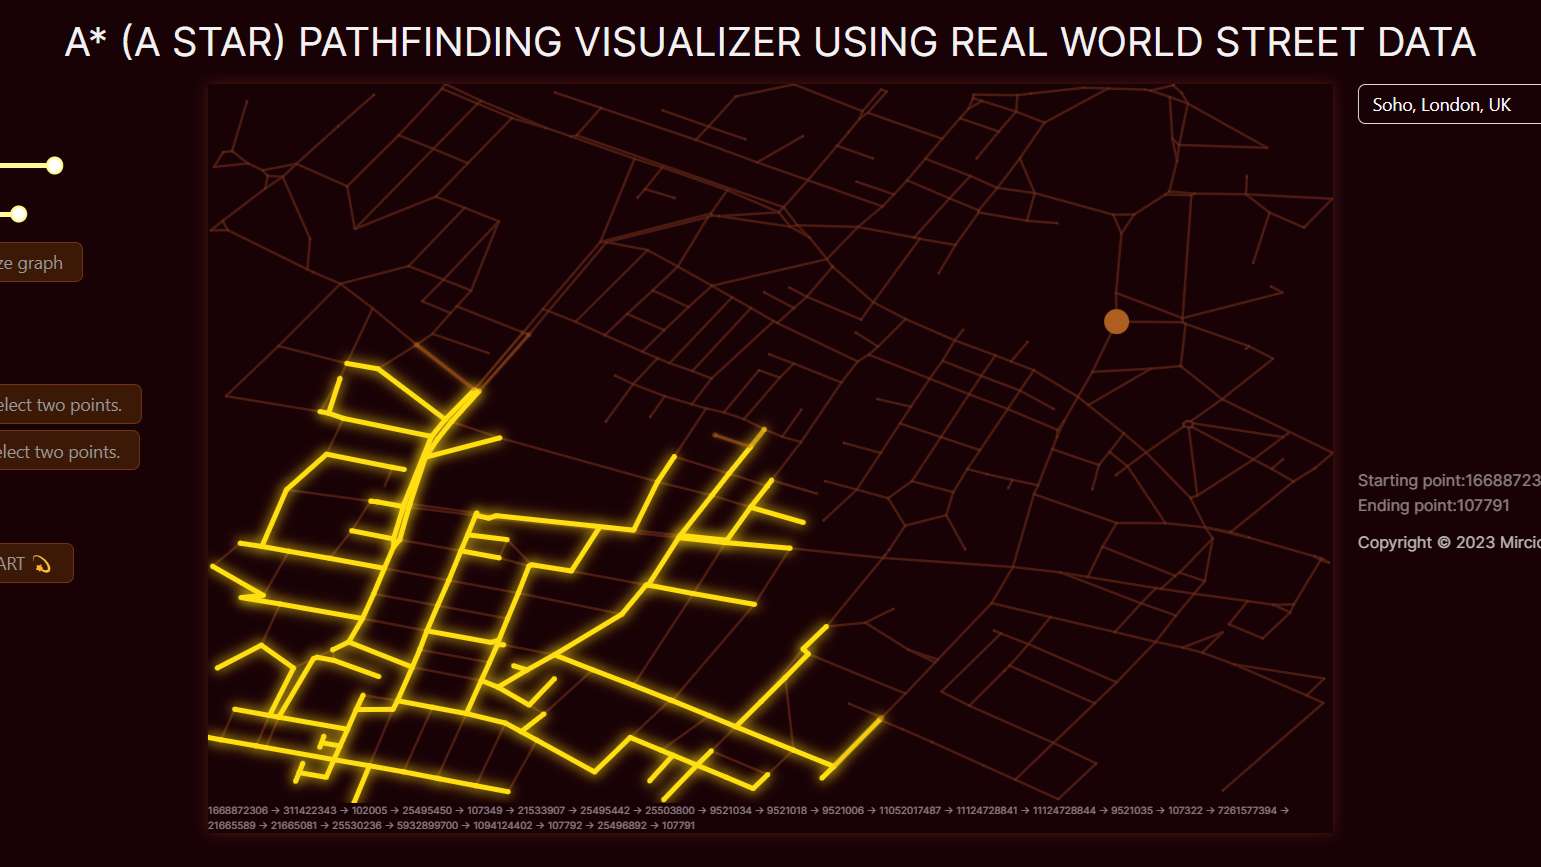 A* (A STAR) PATHFINDING VISUALIZER USING REAL WORLD STREET DATA
Soho, London, UK
ze graph
elect two points.
elect two points.
Starting point:16688723
Ending point:107791
ART
Copyright © 2023 Mircio
1668872306 → 311422343 → 102005 → 25495450 → 107349 → 21533907 → 25495442 → 25503800 → 9521034 → 9521018 → 9521006 → 11052017487 → 11124728841 → 11124728844 → 9521035 → 107322 → 7261577394 →
21665589 → 21665081 → 25530236 → 5932899700 → 1094124402 → 107792 → 25496892 → 107791